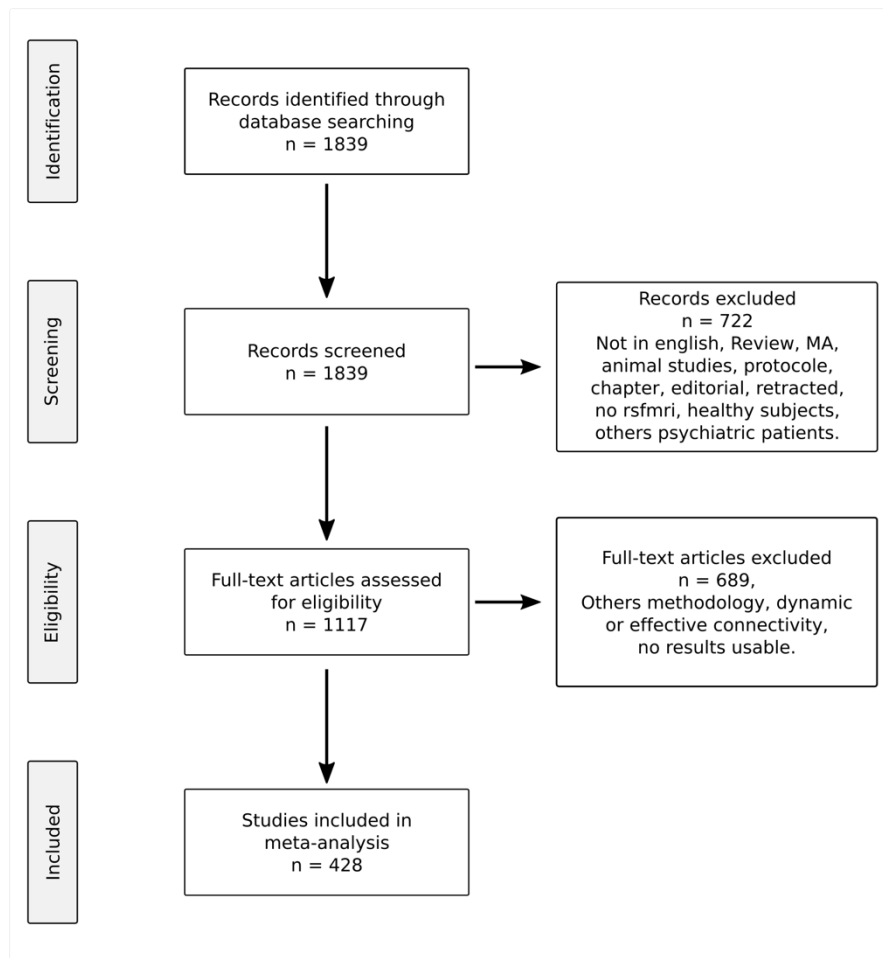 Identification
Records identified through
database searching
n = 1839
Screening
Records screened
n = 1839
Records excluded
n = 722
Not in english, Review, MA,
animal studies, protocole,
chapter, editorial, retracted,
no rsfmri, healthy subjects,
others psychiatric patients.
Eligibility
Full-text articles assessed
for eligibility
n = 1117
Full-text articles excluded
n = 689,
Others methodology, dynamic
or effective connectivity,
no results usable.
Included
Studies included in
meta-analysis
n = 428